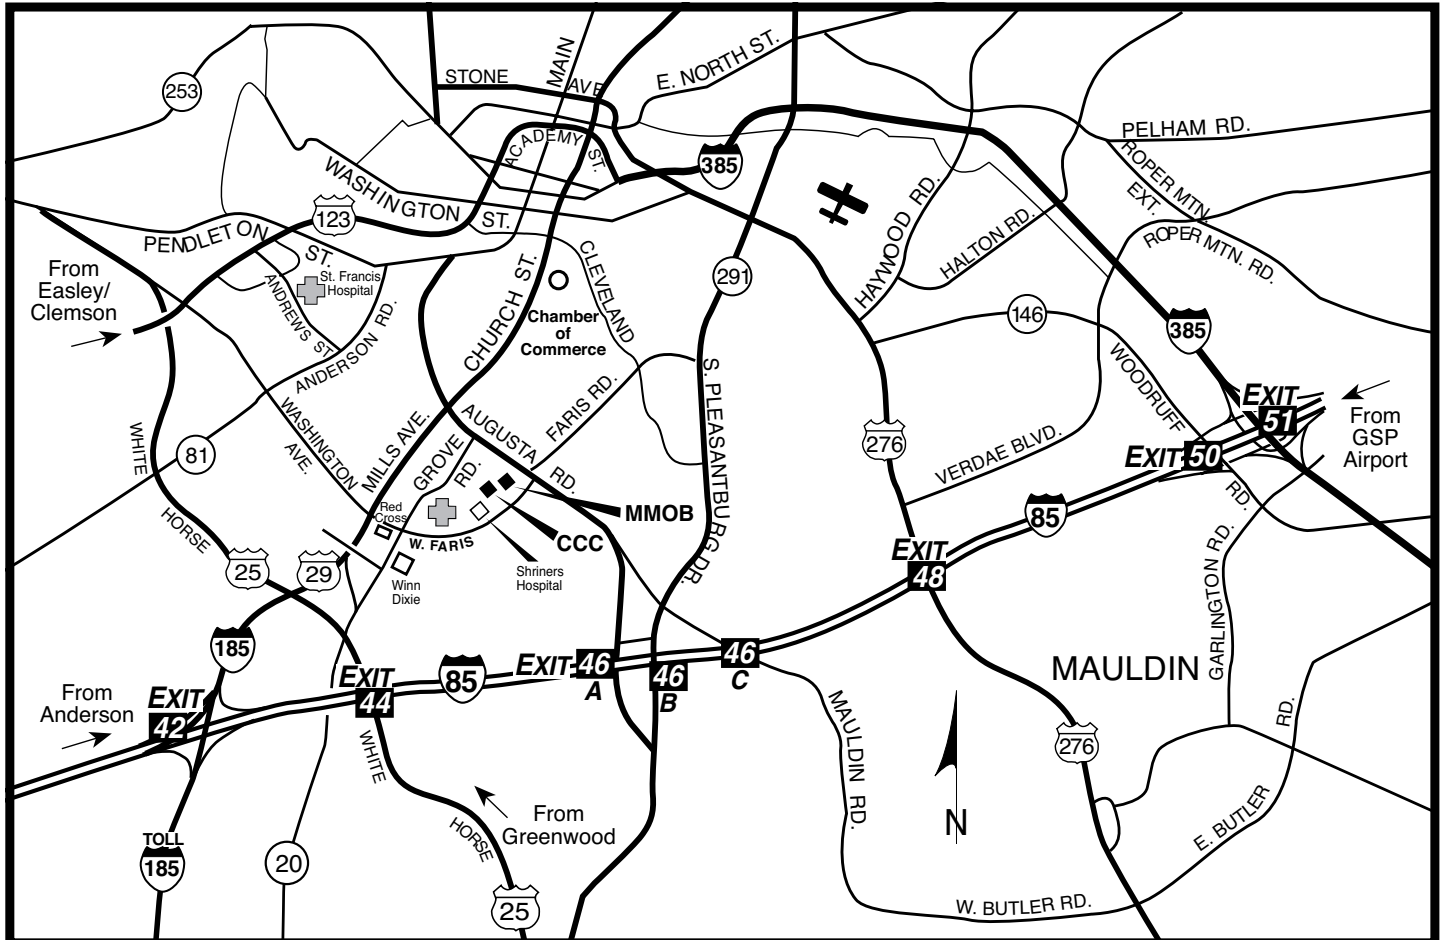 STONE
AVE
MAIN
E. NORTH ST.
253
ACADEMY
ST.
385
PELHAM RD.
ROPER MTN.
EXT.
ROPER MTN. RD.
WASHINGTON
ST.
123
PENDLETON
ST.
HAYWOOD RD.
HALTON RD.
291
From
Easley/
Clemson
St. Francis
Hospital
ANDREWS ST.
ANDERSON RD.
CHURCH ST.
CLEVELAND
Chamber
of
Commerce
146
385
WOODRUFF
RD.
EXIT
51
From
GSP
Airport
EXIT
50
WHITE
HORSE
81
WASHINGTON
AVE.
MILLS AVE.
AUGUSTA
RD.
FARIS RD.
S. PLEASANTBURG DR.
276
VERDAE BLVD.
GROVE
RD.
Red
Cross
W. FARIS
MMOB
CCC
Shriners
Hospital
Winn
Dixie
85
EXIT
48
25
29
185
GARLINGTON RD.
MAULDIN
From
Anderson
EXIT
42
EXIT
44
85
EXIT
46
A
46
B
46
C
MAULDIN RD.
WHITE
HORSE
From
Greenwood
276
RD.
E. BUTLER
N
TOLL
185
20
25
W. BUTLER RD.